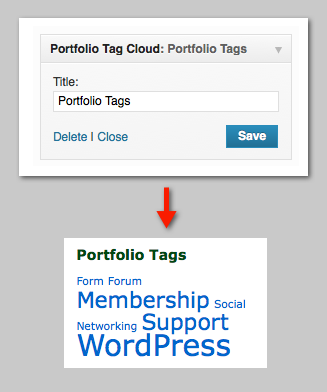 Portfolio Tag Cloud: Portfolio Tags
Title:
Portfolio Tags
Delete | Close
Save
Portfolio Tags
Form Forum
Membership Social
Networking Support
WordPress